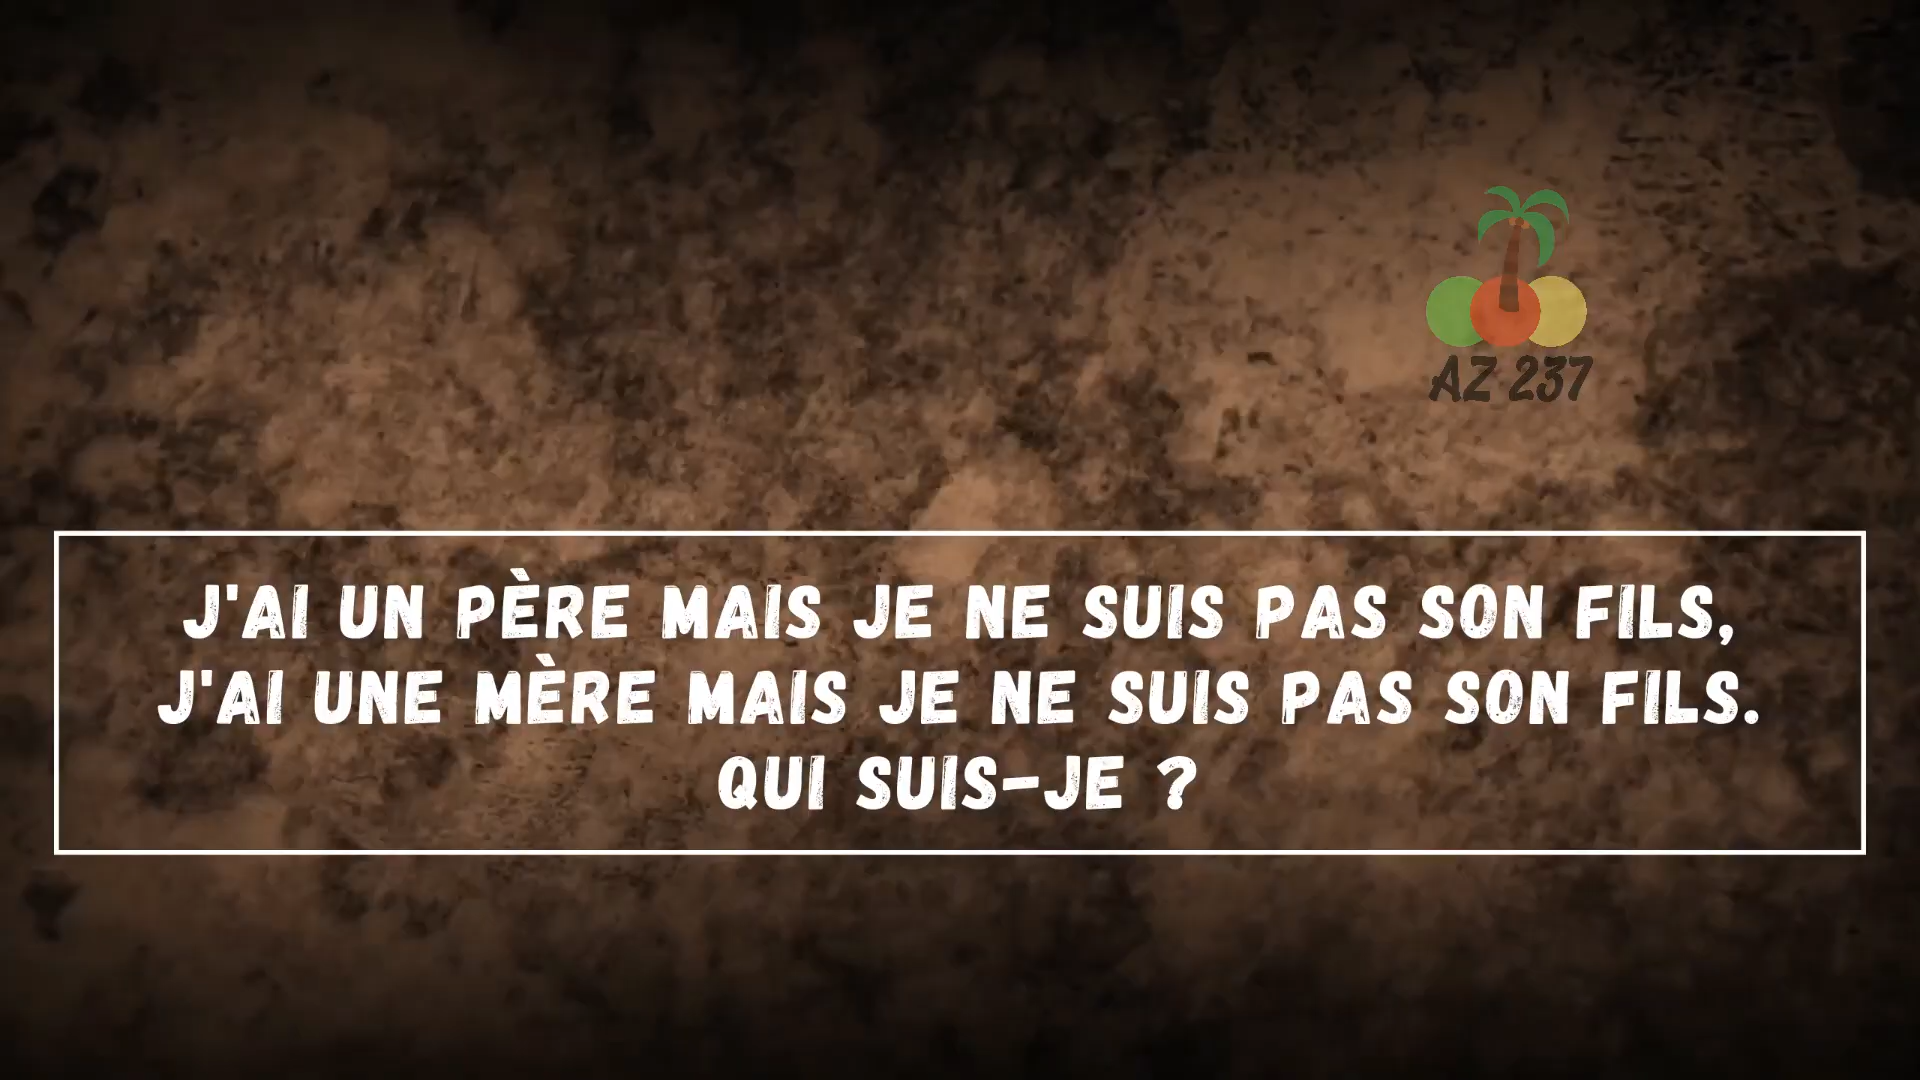 AZ 237
J'AI UN PÈRE MAIS JE NE SUIS PAS SON FILS,
J'AI UNE MÈRE MAIS JE NE SUIS PAS SON FILS.
QUI SUIS-JE ?